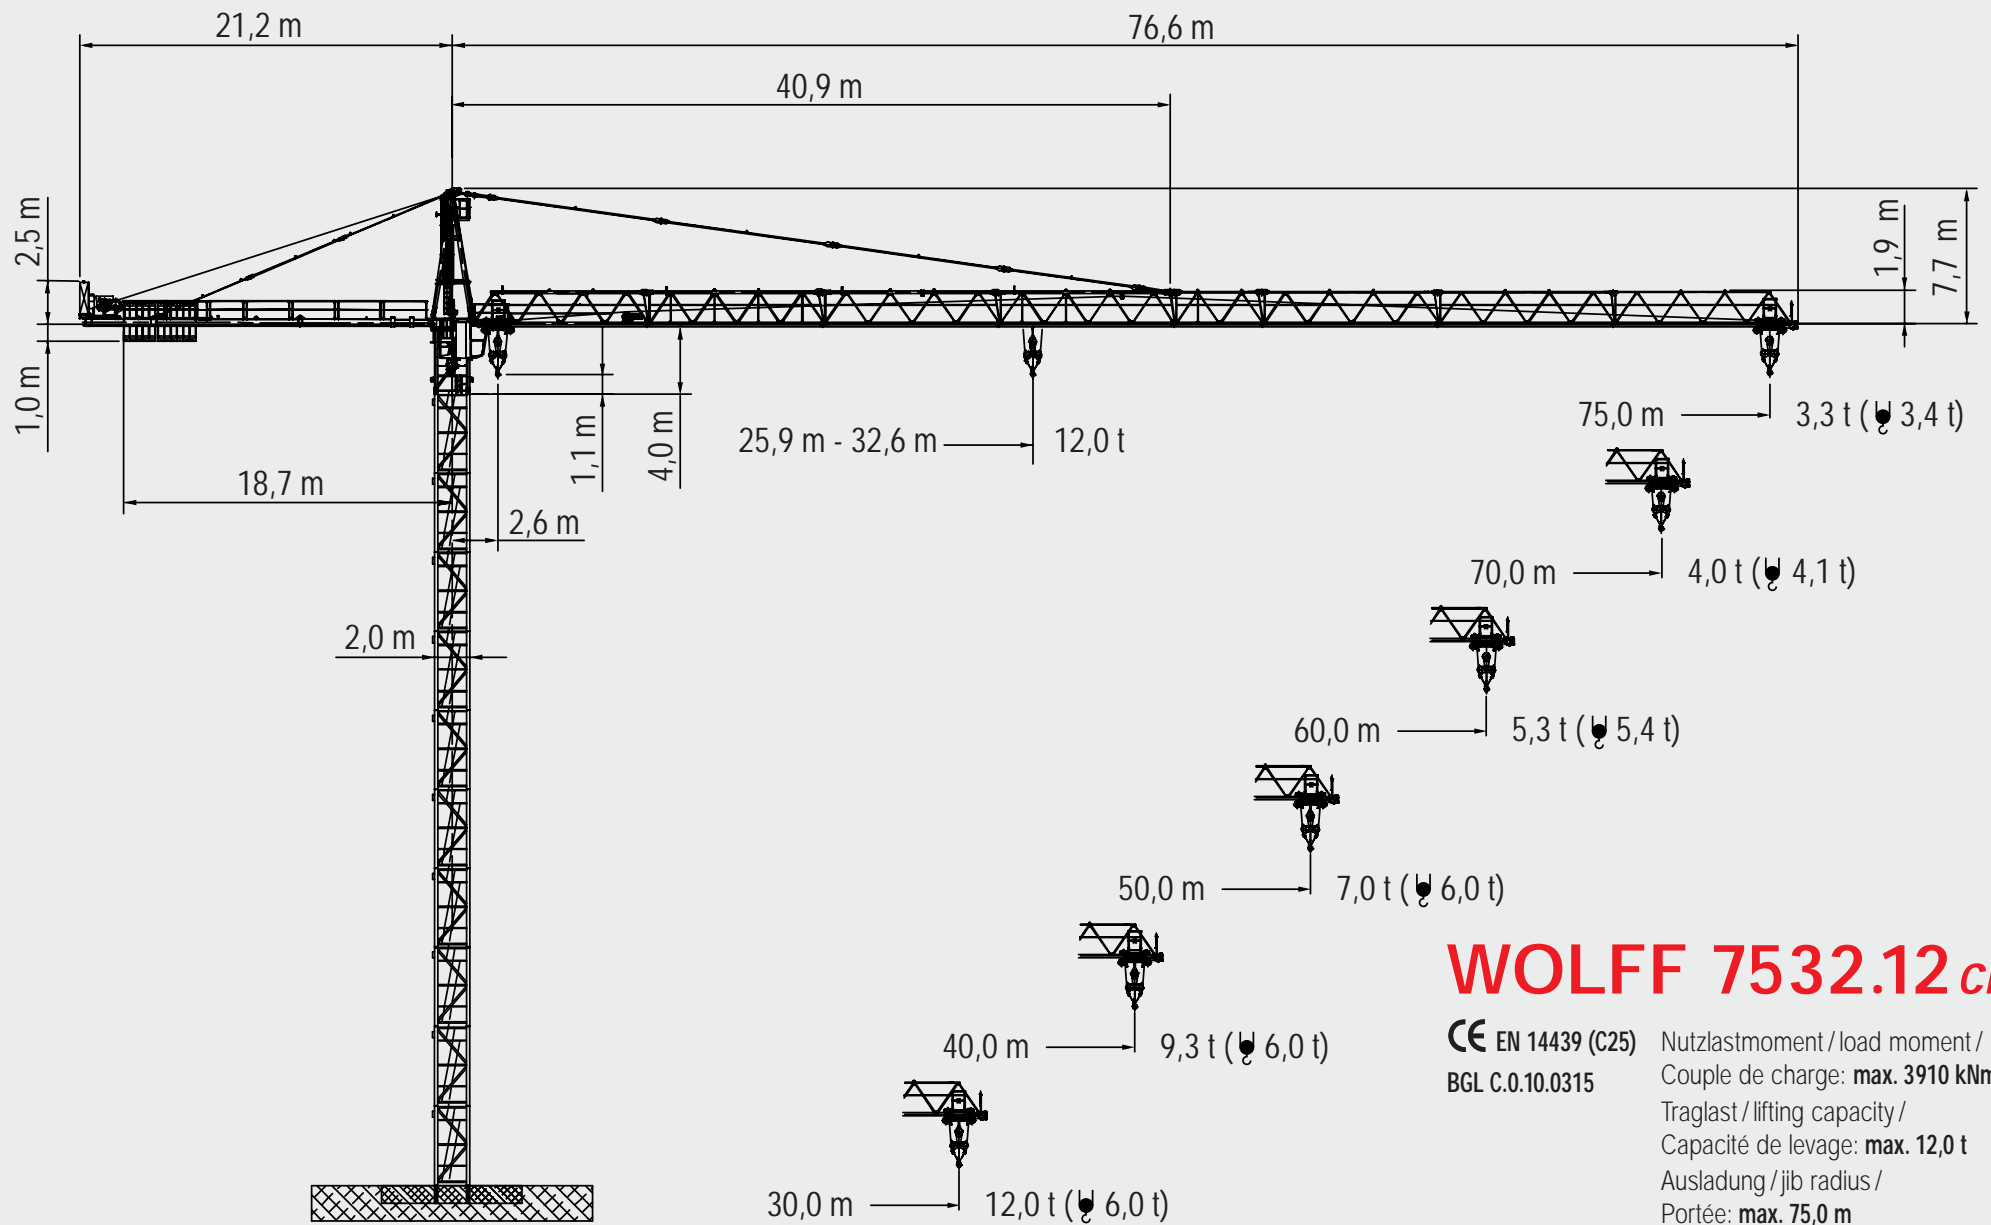 21,2 m
76,6 m
40,9 m
2,5 m
1,9 m
7,7 m
1,0 m
1,1 m
4,0 m
25,9 m - 32,6 m
12,0 t
75,0 m
3,3 t ( 3,4 t)
18,7 m
2,6 m
70,0 m
4,0 t ( 4,1 t)
2,0 m
60,0 m
5,3 t ( 5,4 t)
50,0 m
7,0 t ( 6,0 t)
40,0 m
9,3 t ( 6,0 t)
30,0 m
12,0 t ( 6,0 t)
WOLFF 7532.12
CE EN 14439 (C25)
BGL C.0.10.0315
Nutzlastmoment / load moment /
Couple de charge: max. 3910 kNm
Traglast / lifting capacity /
Capacité de levage: max. 12,0 t
Ausladung / jib radius /
Portée: max. 75,0 m